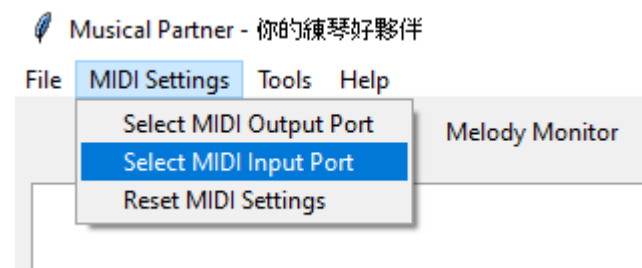 Musical Partner - 你的練琴好夥伴
File MIDI Settings Tools Help
Select MIDI Output Port
Melody Monitor
Select MIDI Input Port
Reset MIDI Settings